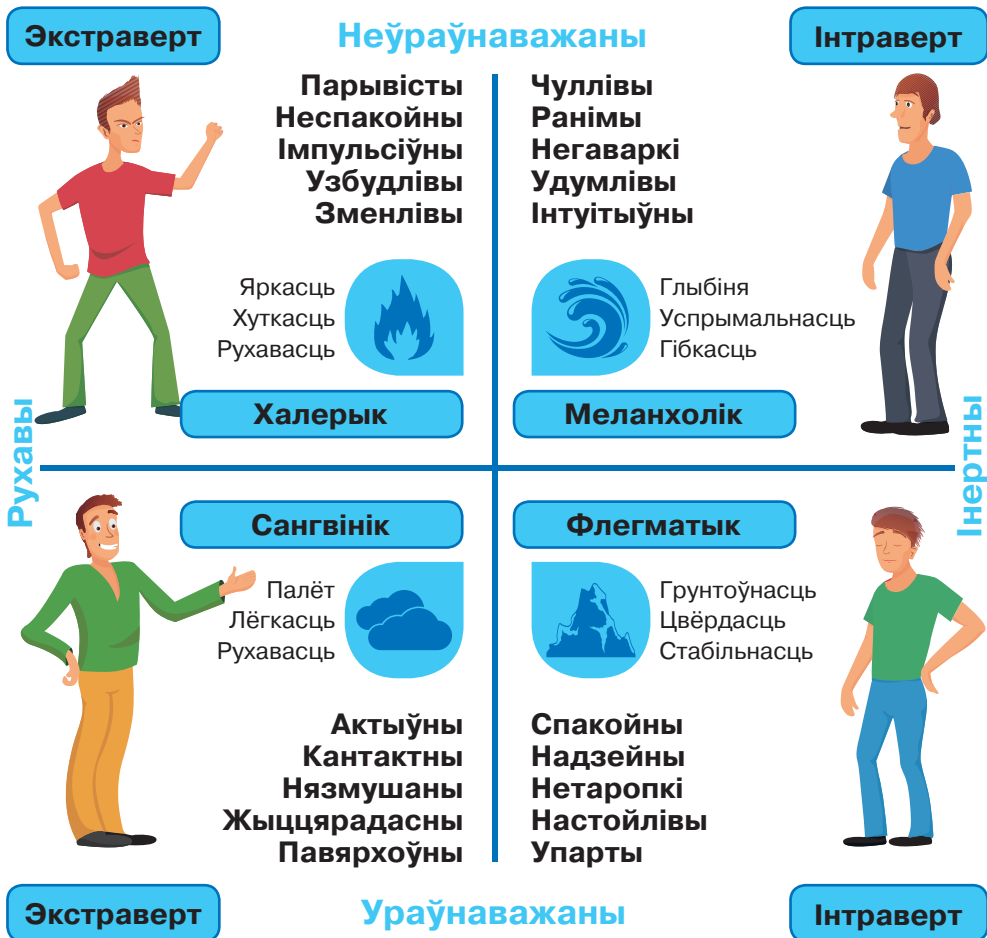 Экстраверт
Неўраўнаважаны
Інтраверт
Парывісты
Неспакойны
Імпульсіўны
Узбудлівы
Зменлівы
Чуллівы
Ранімы
Негаваркі
Удумлівы
Інтуітыўны
Яркасць
Хуткасць
Рухавасць
Глыбіня
Успрымальнасць
Гібкасць
Халерык
Меланхолік
Рухавы
Інертны
Сангвінік
Флегматык
Палёт
Лёгкасць
Рухавасць
Грунтоўнасць
Цвёрдасць
Стабільнасць
Актыўны
Кантактны
Нязмушаны
Жыццярадасны
Павярхоўны
Спакойны
Надзейны
Нетаропкі
Настойлівы
Упарты
Экстраверт
Ураўнаважаны
Інтраверт